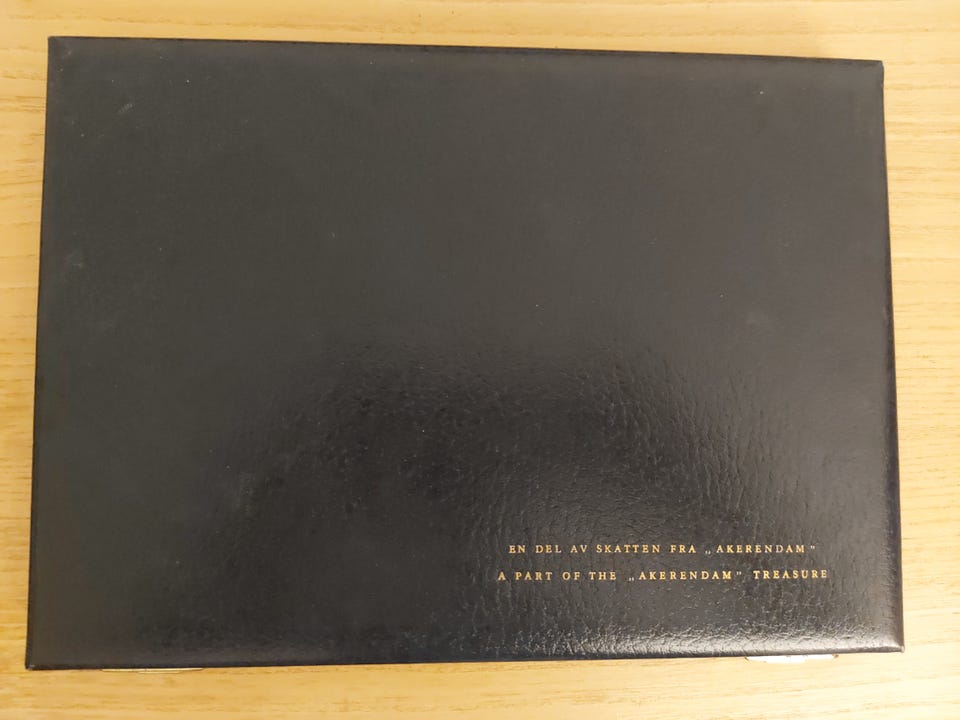 EN DEL AV SKATTEN FRA „AKERENDAM”
A PART OF THE „AKERENDAM” TREASURE